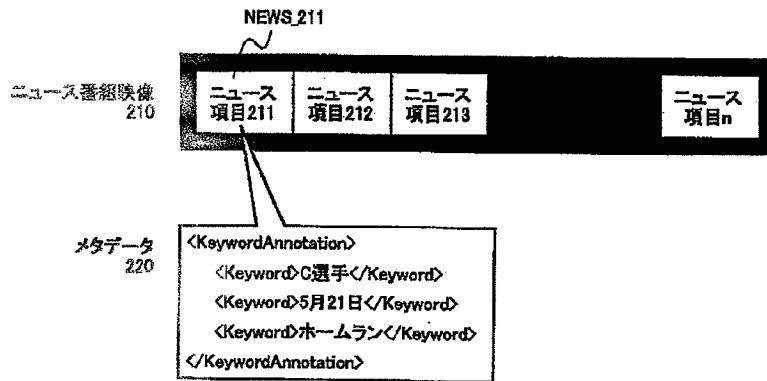 NEWS_211
ニュース番組映像
210
ニュース
項目211
ニュース
項目212
ニュース
項目213
ニュース
項目n
メタデータ
220
<KeywordAnnotation>
<Keyword>C選手</Keyword>
<Keyword>5月21日</Keyword>
<Keyword>ホームラン</Keyword>
</KeywordAnnotation>